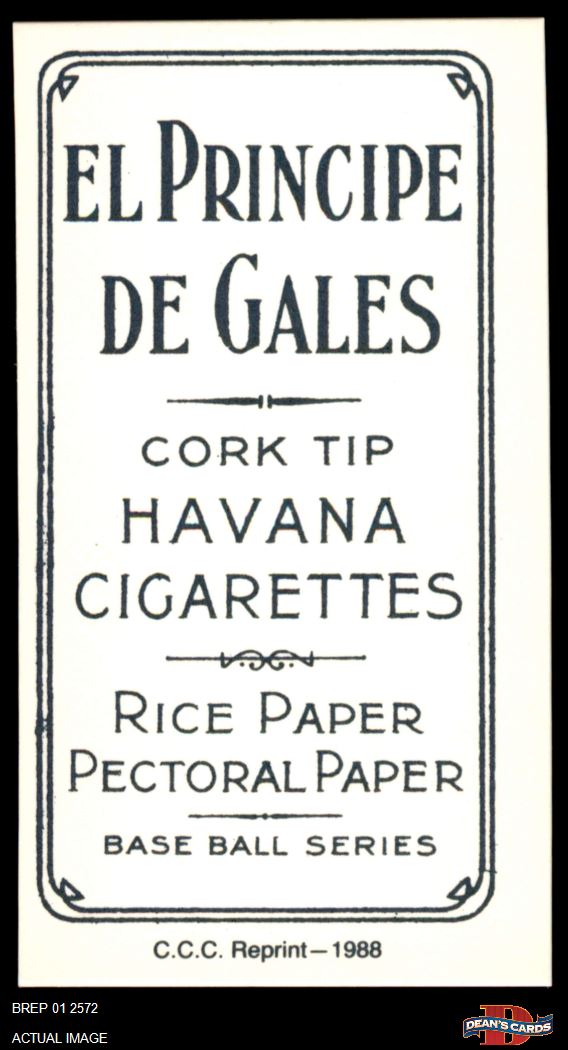 EL PRINCIPE
DE GALES
CORK TIP
HAVANA
CIGARETTES
RICE PAPER
PECTORAL PAPER
BASE BALL SERIES
C.C.C. Reprint—1988
BREP 01 2572
ACTUAL IMAGE
D
DEAN'S CARDS